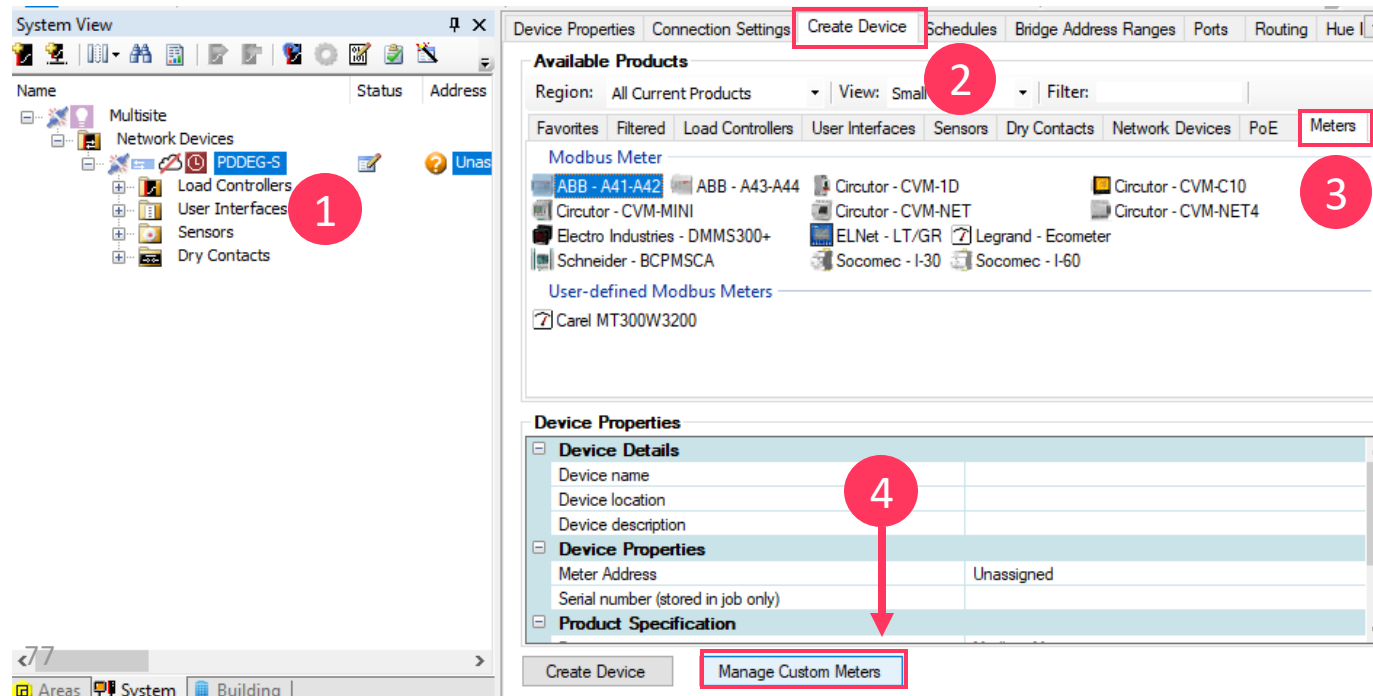 System View
Name Status Address
Multisite
Network Devices
PDDEG-S Unas
Load Controllers
User Interfaces
Sensors
Dry Contacts
1
77
Areas System Building
Device Properties Connection Settings Create Device Schedules Bridge Address Ranges Ports Routing Hue
Available Products
2
Region: All Current Products View: Small Filter:
Favorites Filtered Load Controllers User Interfaces Sensors Dry Contacts Network Devices PoE Meters
Modbus Meter
3
ABB - A41-A42 ABB - A43-A44 Circutor - CVM-1D Circutor - CVM-C10
Circutor - CVM-MINI Circutor - CVM-NET Circutor - CVM-NET4
Electro Industries - DMMS300+ ELNet - LT/GR Legrand - Ecometer
Schneider - BCPMSCA Socomec - I-30 Socomec - I-60
User-defined Modbus Meters
Carel MT300W3200
Device Properties
Device Details
Device name
Device location
Device description
4
Device Properties
Meter Address Unassigned
Serial number (stored in job only)
Product Specification
Create Device Manage Custom Meters